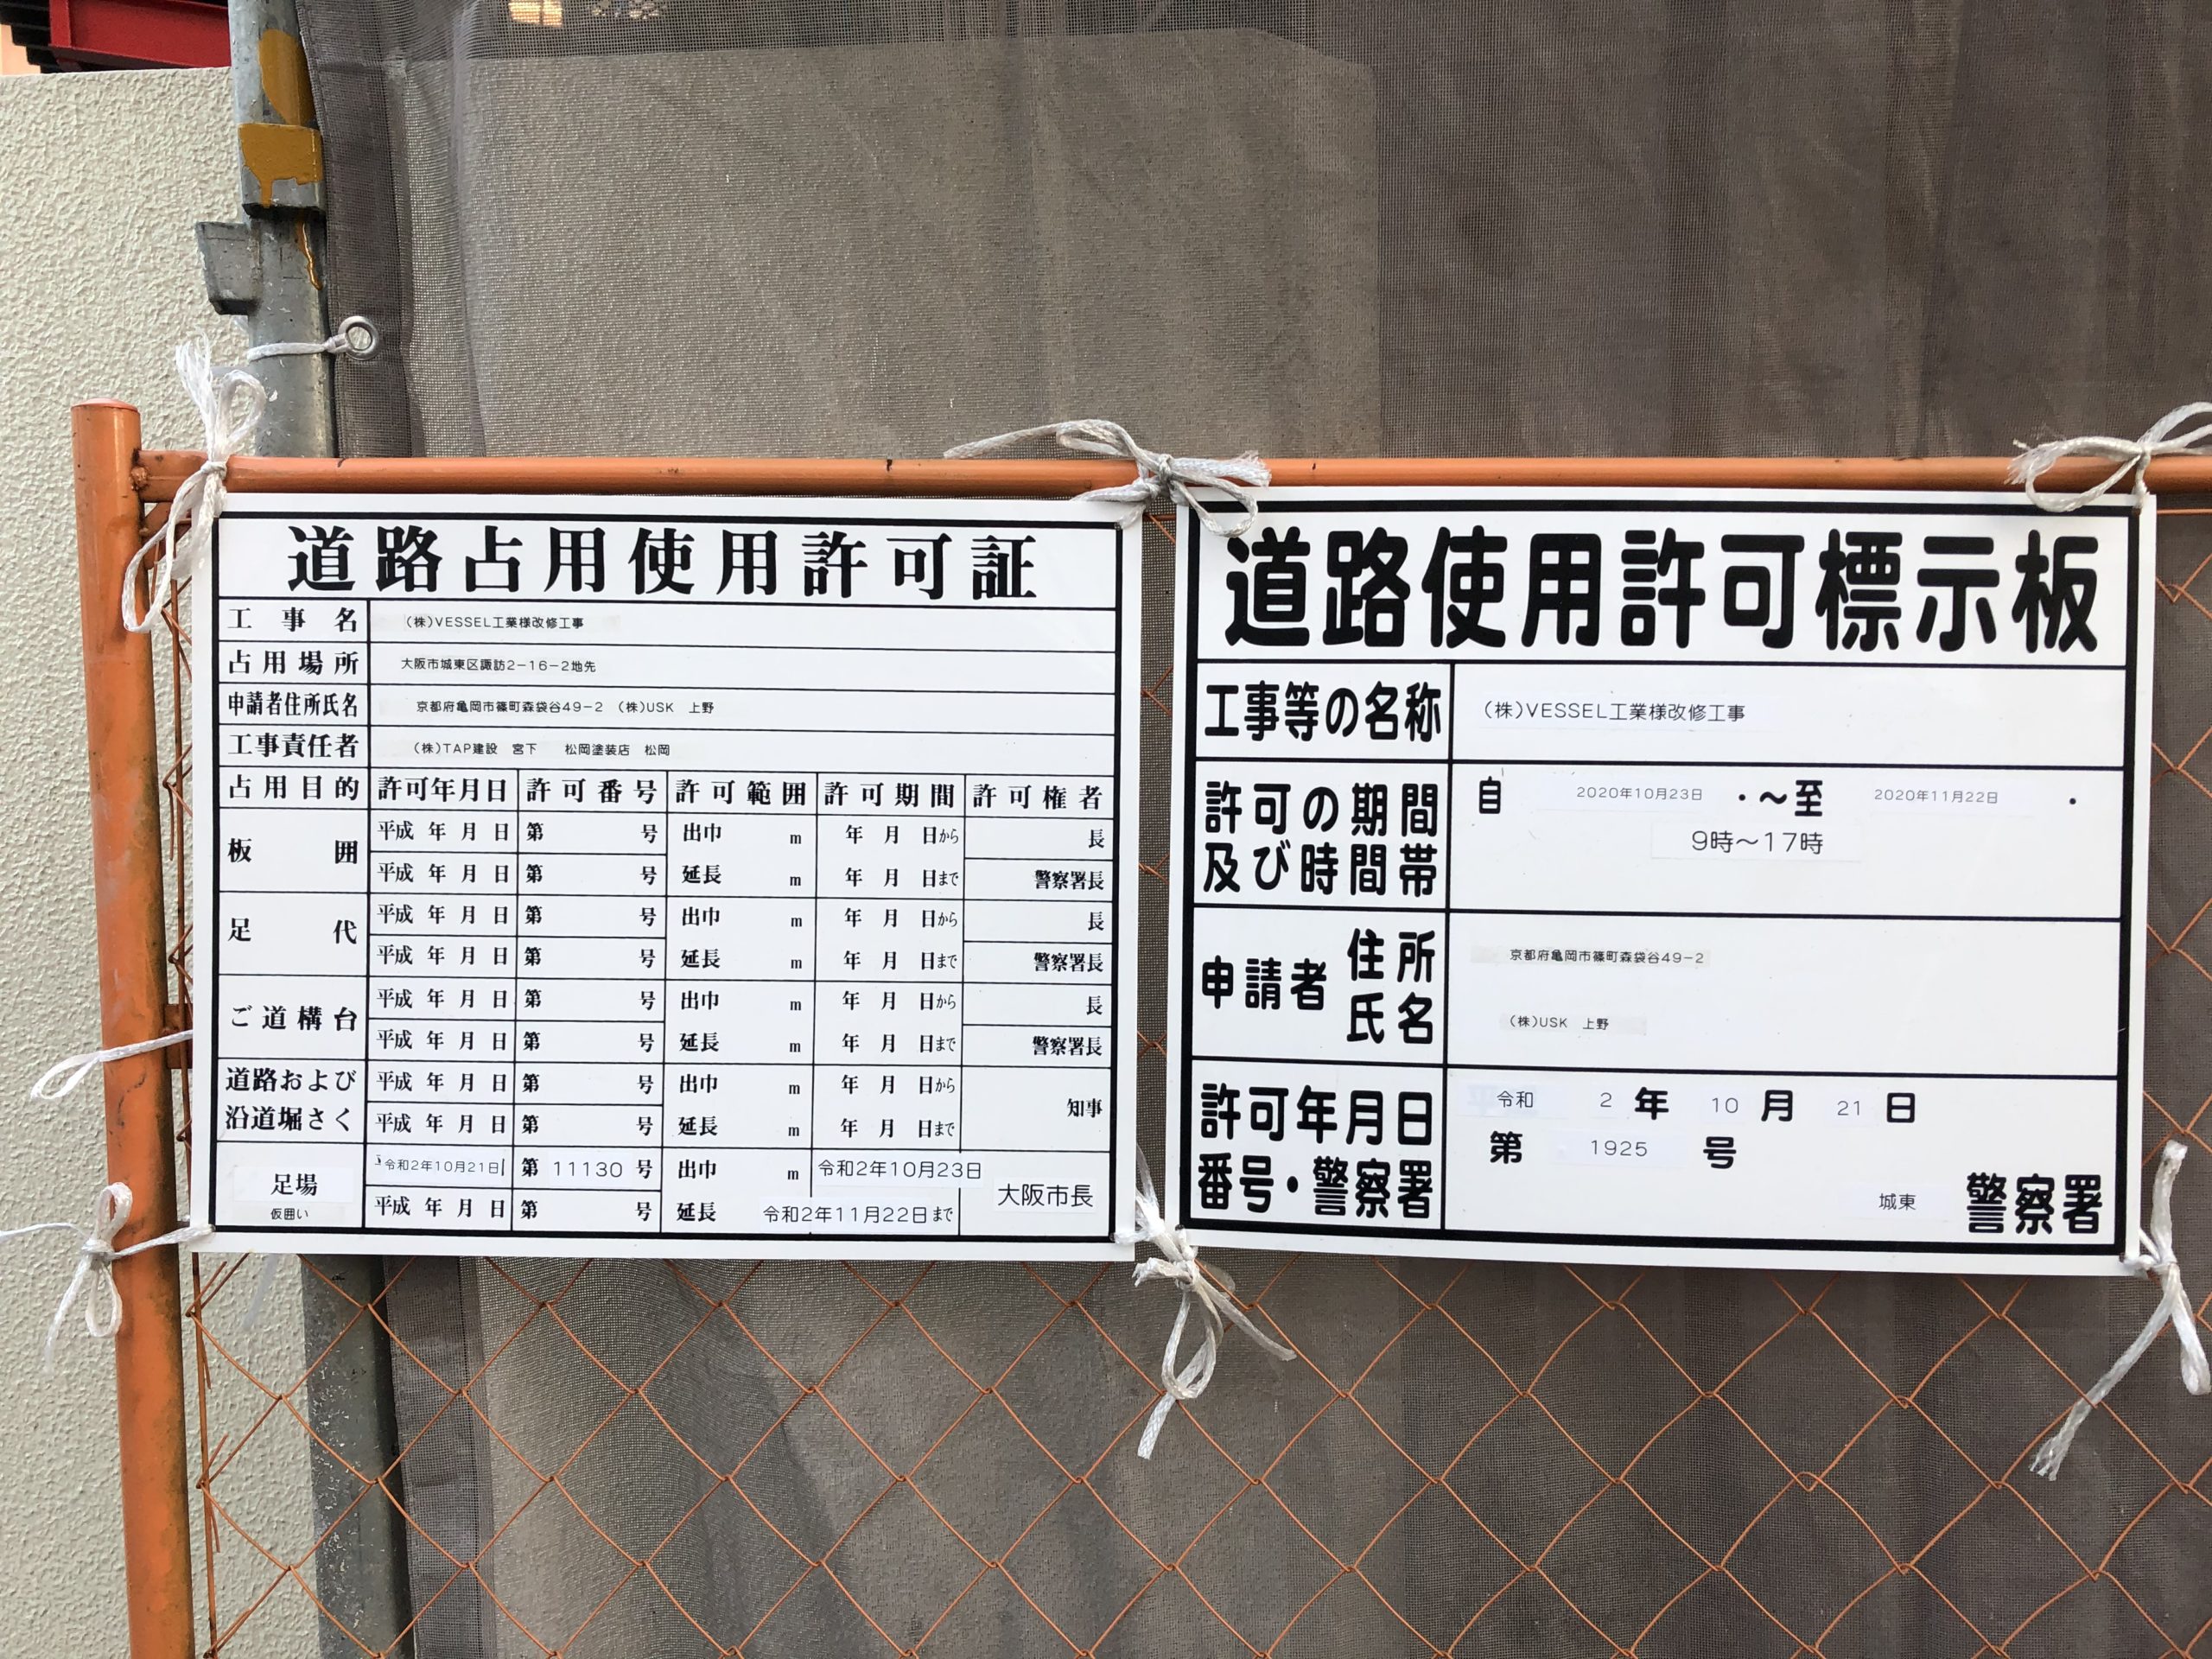 道路占用使用許可証
工事名 (株)VESSEL工業様改修工事
占用場所 大阪市城東区諏訪2-16-2地先
申請者住所氏名 京都府亀岡市篠町森袋谷49-2 (株)USK 上野
工事責任者 (株)TAP建設 宮下 松岡塗装店 松岡
占用目的 許可年月日 許可番号 許可範囲 許可期間 許可権者
板囲 平成 年 月 日 第 号 出巾 m 年 月 日から 長
平成 年 月 日 第 号 延長 m 年 月 日まで 警察署長
足代 平成 年 月 日 第 号 出巾 m 年 月 日から 長
平成 年 月 日 第 号 延長 m 年 月 日まで 警察署長
ご道構台 平成 年 月 日 第 号 出巾 m 年 月 日から 長
平成 年 月 日 第 号 延長 m 年 月 日まで 警察署長
道路および 平成 年 月 日 第 号 出巾 m 年 月 日から 知事
沿道堀さく 平成 年 月 日 第 号 延長 m 年 月 日まで
足場 令和2年10月21日 第 11130 号 出巾 m 令和2年10月23日 大阪市長
仮囲い 平成 年 月 日 第 号 延長 令和2年11月22日まで
道路使用許可標示板
工事等の名称 (株)VESSEL工業様改修工事
許可の期間 自 2020年10月23日 ・〜至 2020年11月22日 ・
及び時間帯 9時〜17時
申請者 住所 京都府亀岡市篠町森袋谷49-2
氏名 (株)USK 上野
許可年月日 令和 2 年 10 月 21 日
番号・警察署 第 1925 号
城東 警察署